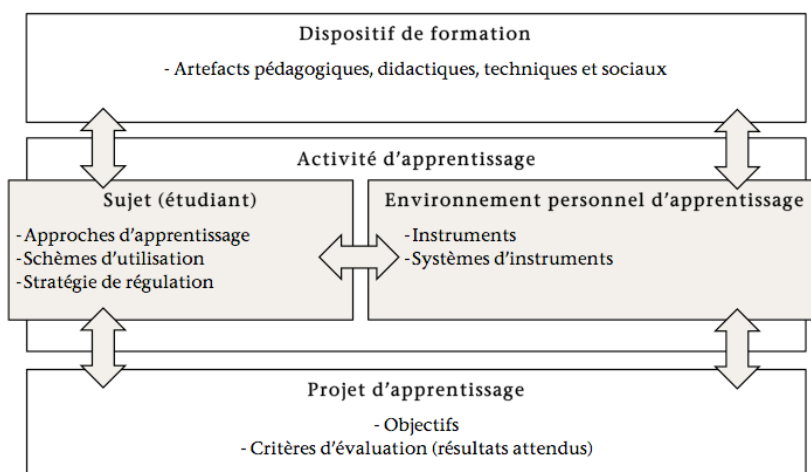 Dispositif de formation
- Artefacts pédagogiques, didactiques, techniques et sociaux
Activité d'apprentissage
Sujet (étudiant)
- Approches d'apprentissage
- Schèmes d'utilisation
- Stratégie de régulation
Environnement personnel d'apprentissage
- Instruments
- Systèmes d'instruments
Projet d'apprentissage
- Objectifs
- Critères d'évaluation (résultats attendus)